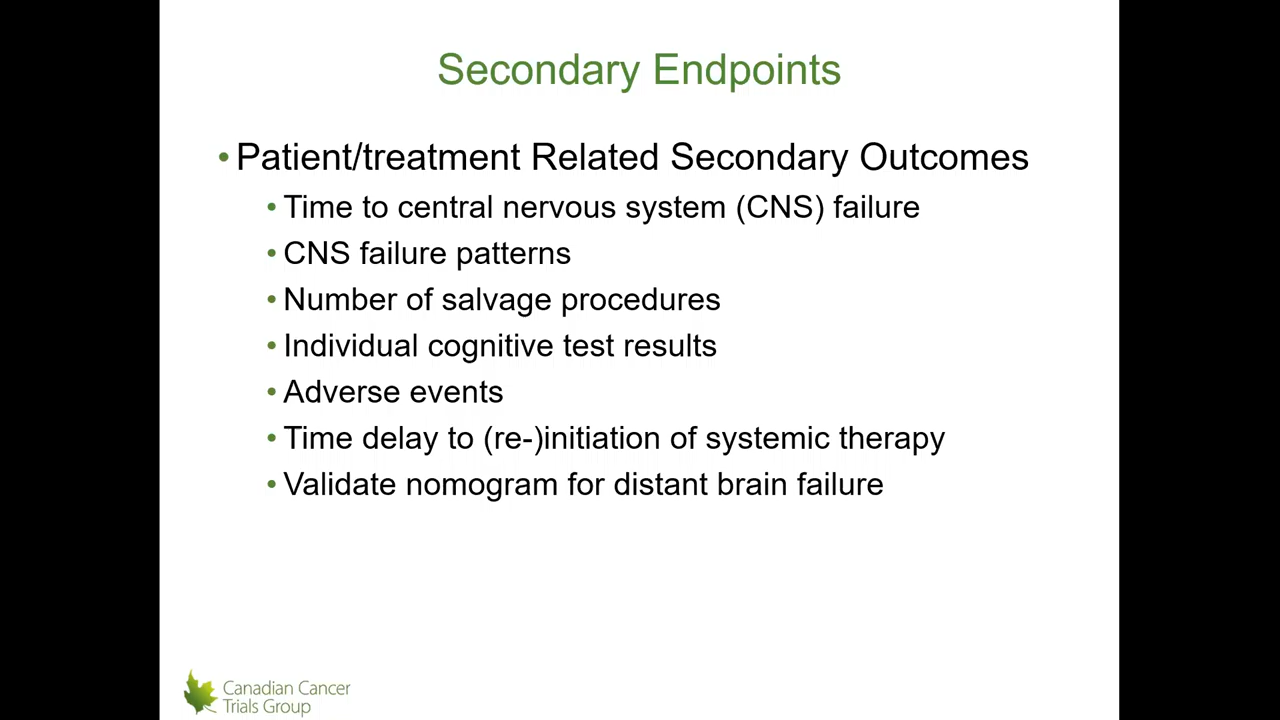 Secondary Endpoints
• Patient/treatment Related Secondary Outcomes
• Time to central nervous system (CNS) failure
• CNS failure patterns
• Number of salvage procedures
• Individual cognitive test results
• Adverse events
• Time delay to (re-)initiation of systemic therapy
• Validate nomogram for distant brain failure
Canadian Cancer
Trials Group